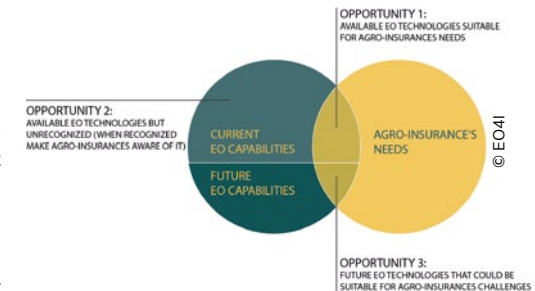 OPPORTUNITY 1:
AVAILABLE EO TECHNOLOGIES SUITABLE
FOR AGRO-INSURANCES NEEDS
OPPORTUNITY 2:
AVAILABLE EO TECHNOLOGIES BUT
UNRECOGNIZED (WHEN RECOGNIZED
MAKE AGRO-INSURANCES AWARE OF IT)
CURRENT
EO CAPABILITIES
FUTURE
EO CAPABILITIES
AGRO-INSURANCE'S
NEEDS
© EO4I
OPPORTUNITY 3:
FUTURE EO TECHNOLOGIES THAT COULD BE
SUITABLE FOR AGRO-INSURANCES CHALLENGES